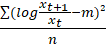 ∑(log x_{t+1}/x_t − m)²
n